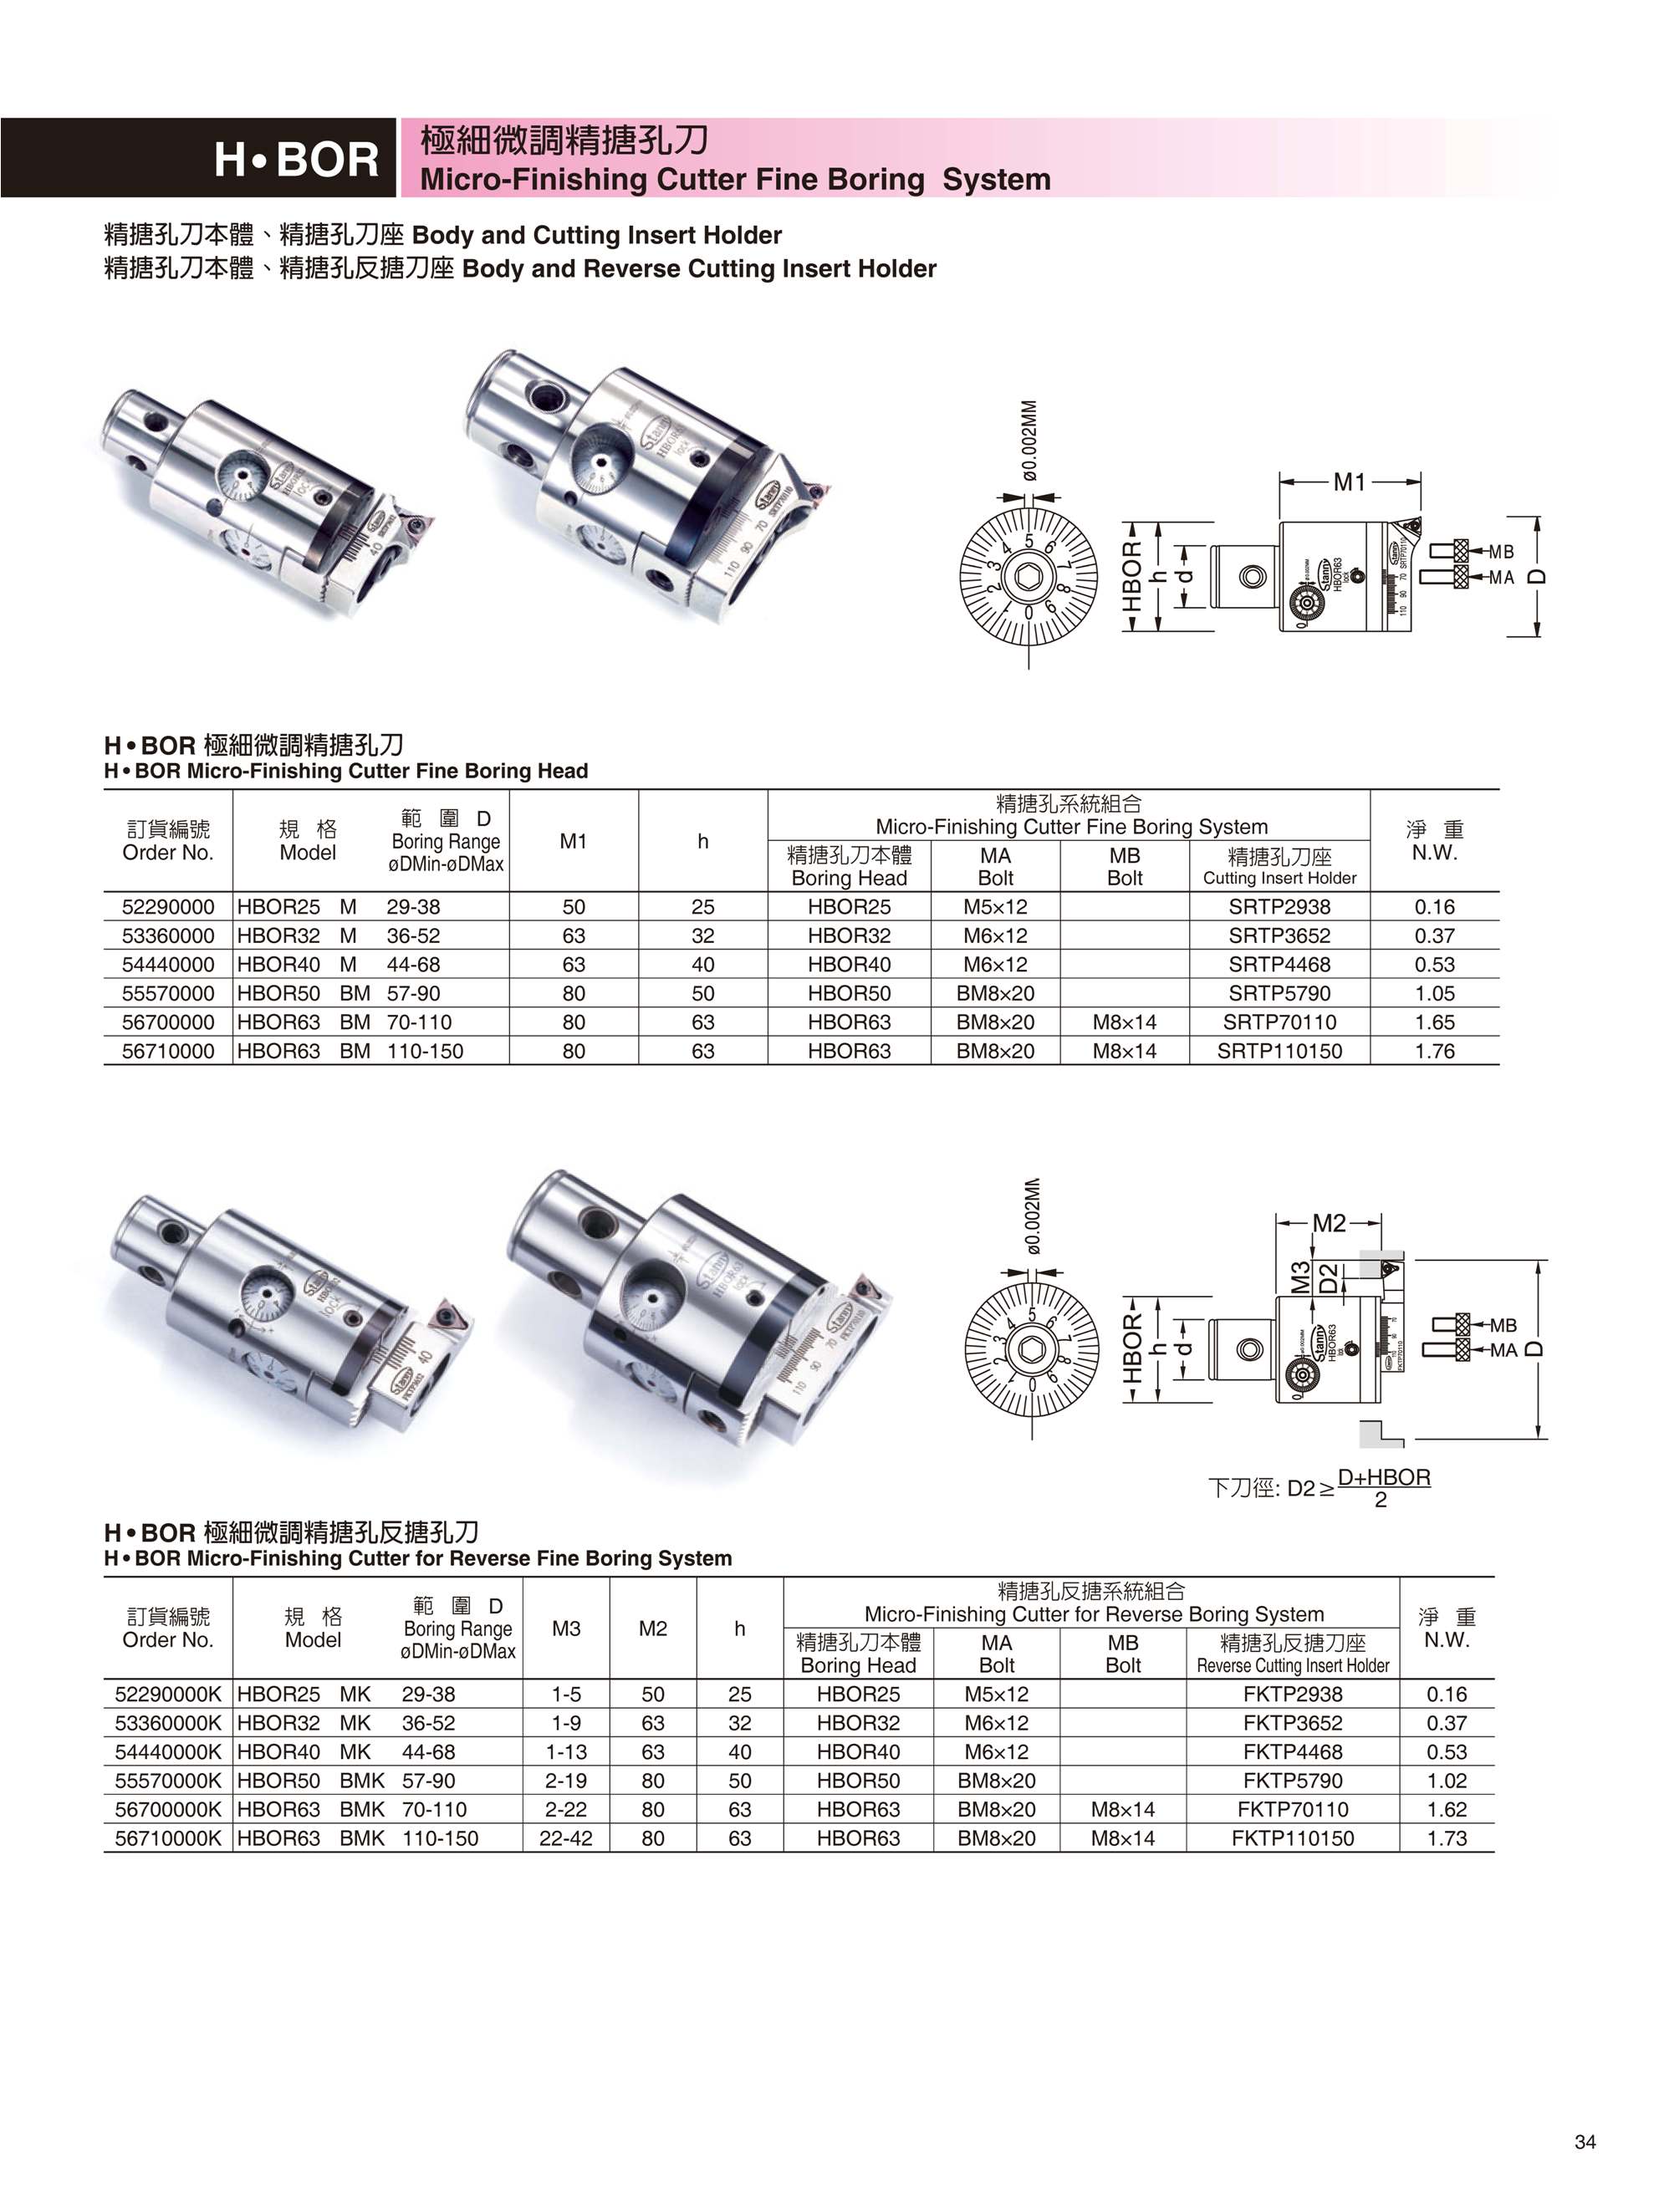 H•BOR
極細微調精搪孔刀
Micro-Finishing Cutter Fine Boring System
精搪孔刀本體、精搪孔刀座 Body and Cutting Insert Holder
精搪孔刀本體、精搪孔反搪刀座 Body and Reverse Cutting Insert Holder
ø0.002MM
M1
HBOR
h
d
MB
MA
D
H•BOR 極細微調精搪孔刀
H•BOR Micro-Finishing Cutter Fine Boring Head
訂貨編號 Order No. 規 格 Model 範 圍 D Boring Range øDMin-øDMax M1 h 精搪孔系統組合 Micro-Finishing Cutter Fine Boring System 淨 重 N.W.
精搪孔刀本體 Boring Head MA Bolt MB Bolt 精搪孔刀座 Cutting Insert Holder
52290000 HBOR25 M 29-38 50 25 HBOR25 M5×12 SRTP2938 0.16
53360000 HBOR32 M 36-52 63 32 HBOR32 M6×12 SRTP3652 0.37
54440000 HBOR40 M 44-68 63 40 HBOR40 M6×12 SRTP4468 0.53
55570000 HBOR50 BM 57-90 80 50 HBOR50 BM8×20 SRTP5790 1.05
56700000 HBOR63 BM 70-110 80 63 HBOR63 BM8×20 M8×14 SRTP70110 1.65
56710000 HBOR63 BM 110-150 80 63 HBOR63 BM8×20 M8×14 SRTP110150 1.76
M2
M3
D2
HBOR
h
d
MB
MA
D
下刀徑: D2≥ D+HBOR
2
H•BOR 極細微調精搪孔反搪孔刀
H•BOR Micro-Finishing Cutter for Reverse Fine Boring System
訂貨編號 Order No. 規 格 Model 範 圍 D Boring Range øDMin-øDMax M3 M2 h 精搪孔反搪系統組合 Micro-Finishing Cutter for Reverse Boring System 淨 重 N.W.
精搪孔刀本體 Boring Head MA Bolt MB Bolt 精搪孔反搪刀座 Reverse Cutting Insert Holder
52290000K HBOR25 MK 29-38 1-5 50 25 HBOR25 M5×12 FKTP2938 0.16
53360000K HBOR32 MK 36-52 1-9 63 32 HBOR32 M6×12 FKTP3652 0.37
54440000K HBOR40 MK 44-68 1-13 63 40 HBOR40 M6×12 FKTP4468 0.53
55570000K HBOR50 BMK 57-90 2-19 80 50 HBOR50 BM8×20 FKTP5790 1.02
56700000K HBOR63 BMK 70-110 2-22 80 63 HBOR63 BM8×20 M8×14 FKTP70110 1.62
56710000K HBOR63 BMK 110-150 22-42 80 63 HBOR63 BM8×20 M8×14 FKTP110150 1.73
34